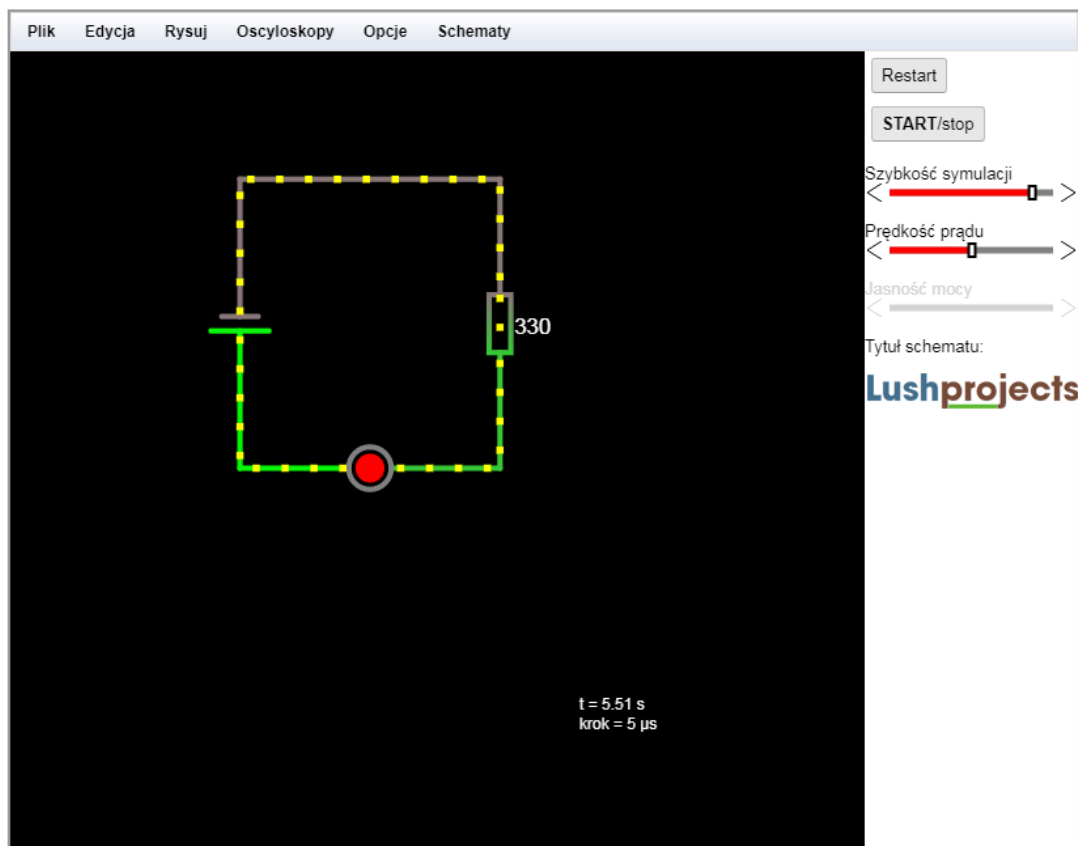 Plik Edycja Rysuj Oscyloskopy Opcje Schematy
Restart
START/stop
Szybkość symulacji
Prędkość prądu
Jasność mocy
Tytuł schematu:
Lushprojects
330
t = 5.51 s
krok = 5 µs